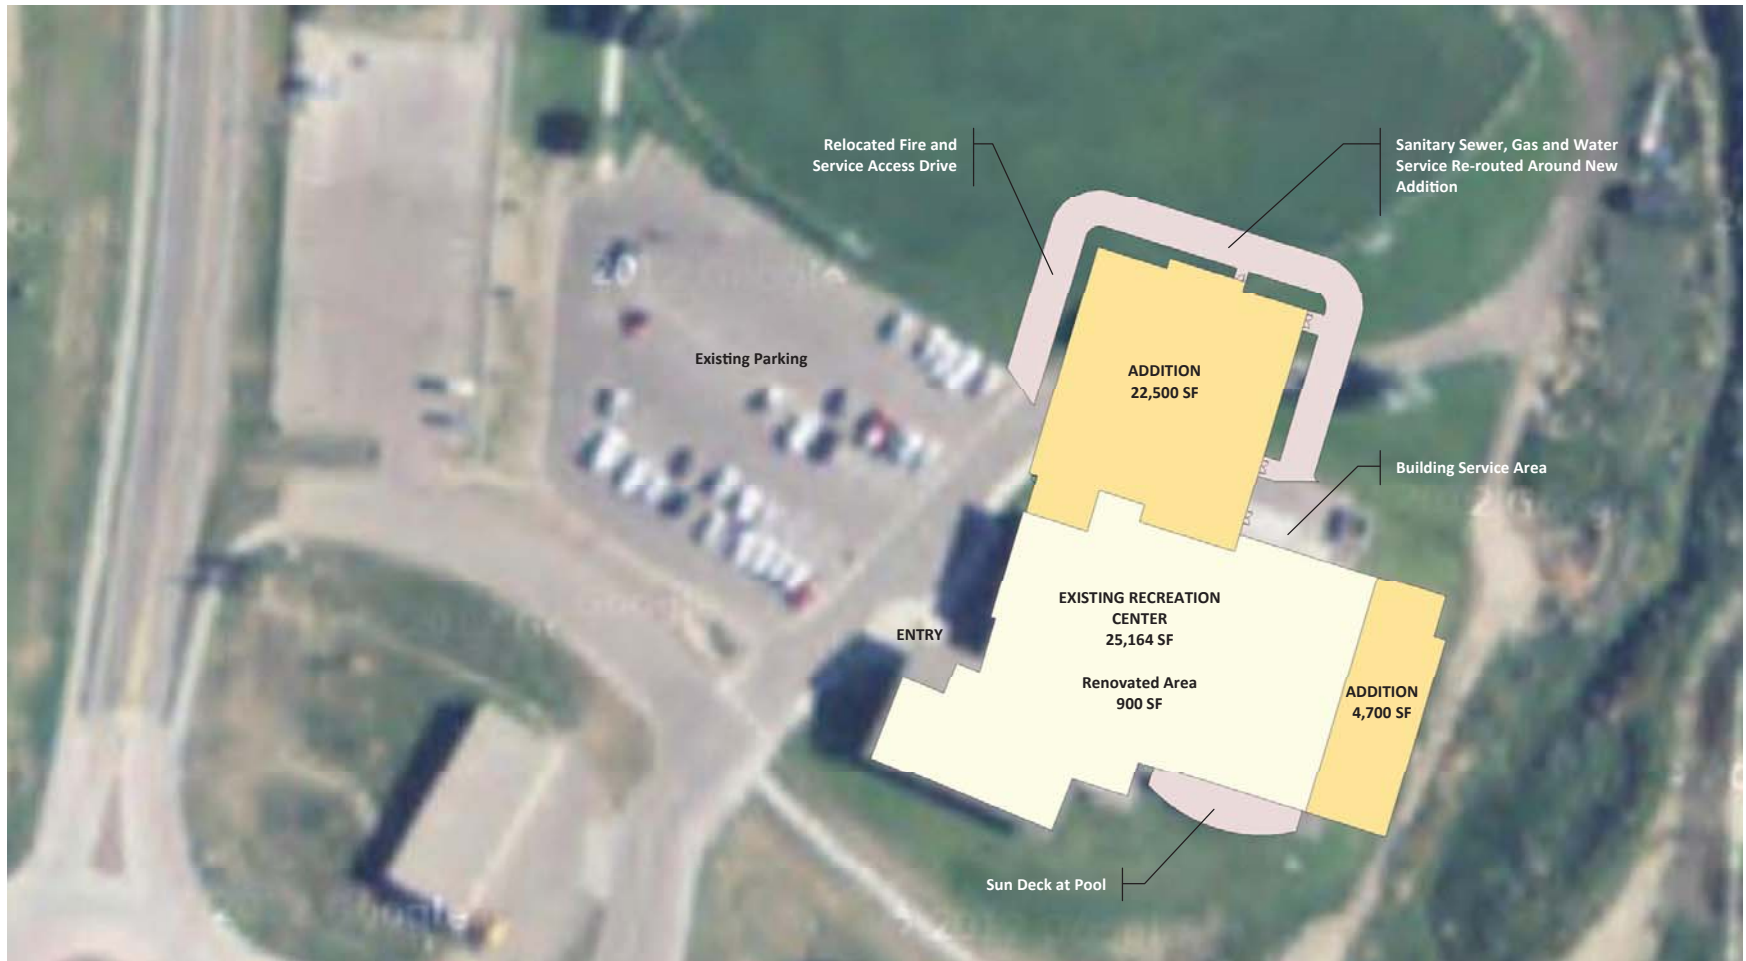 Relocated Fire and
Service Access Drive
Sanitary Sewer, Gas and Water
Service Re-routed Around New
Addition
Existing Parking
ADDITION
22,500 SF
Building Service Area
EXISTING RECREATION
CENTER
25,164 SF
ENTRY
Renovated Area
900 SF
ADDITION
4,700 SF
Sun Deck at Pool